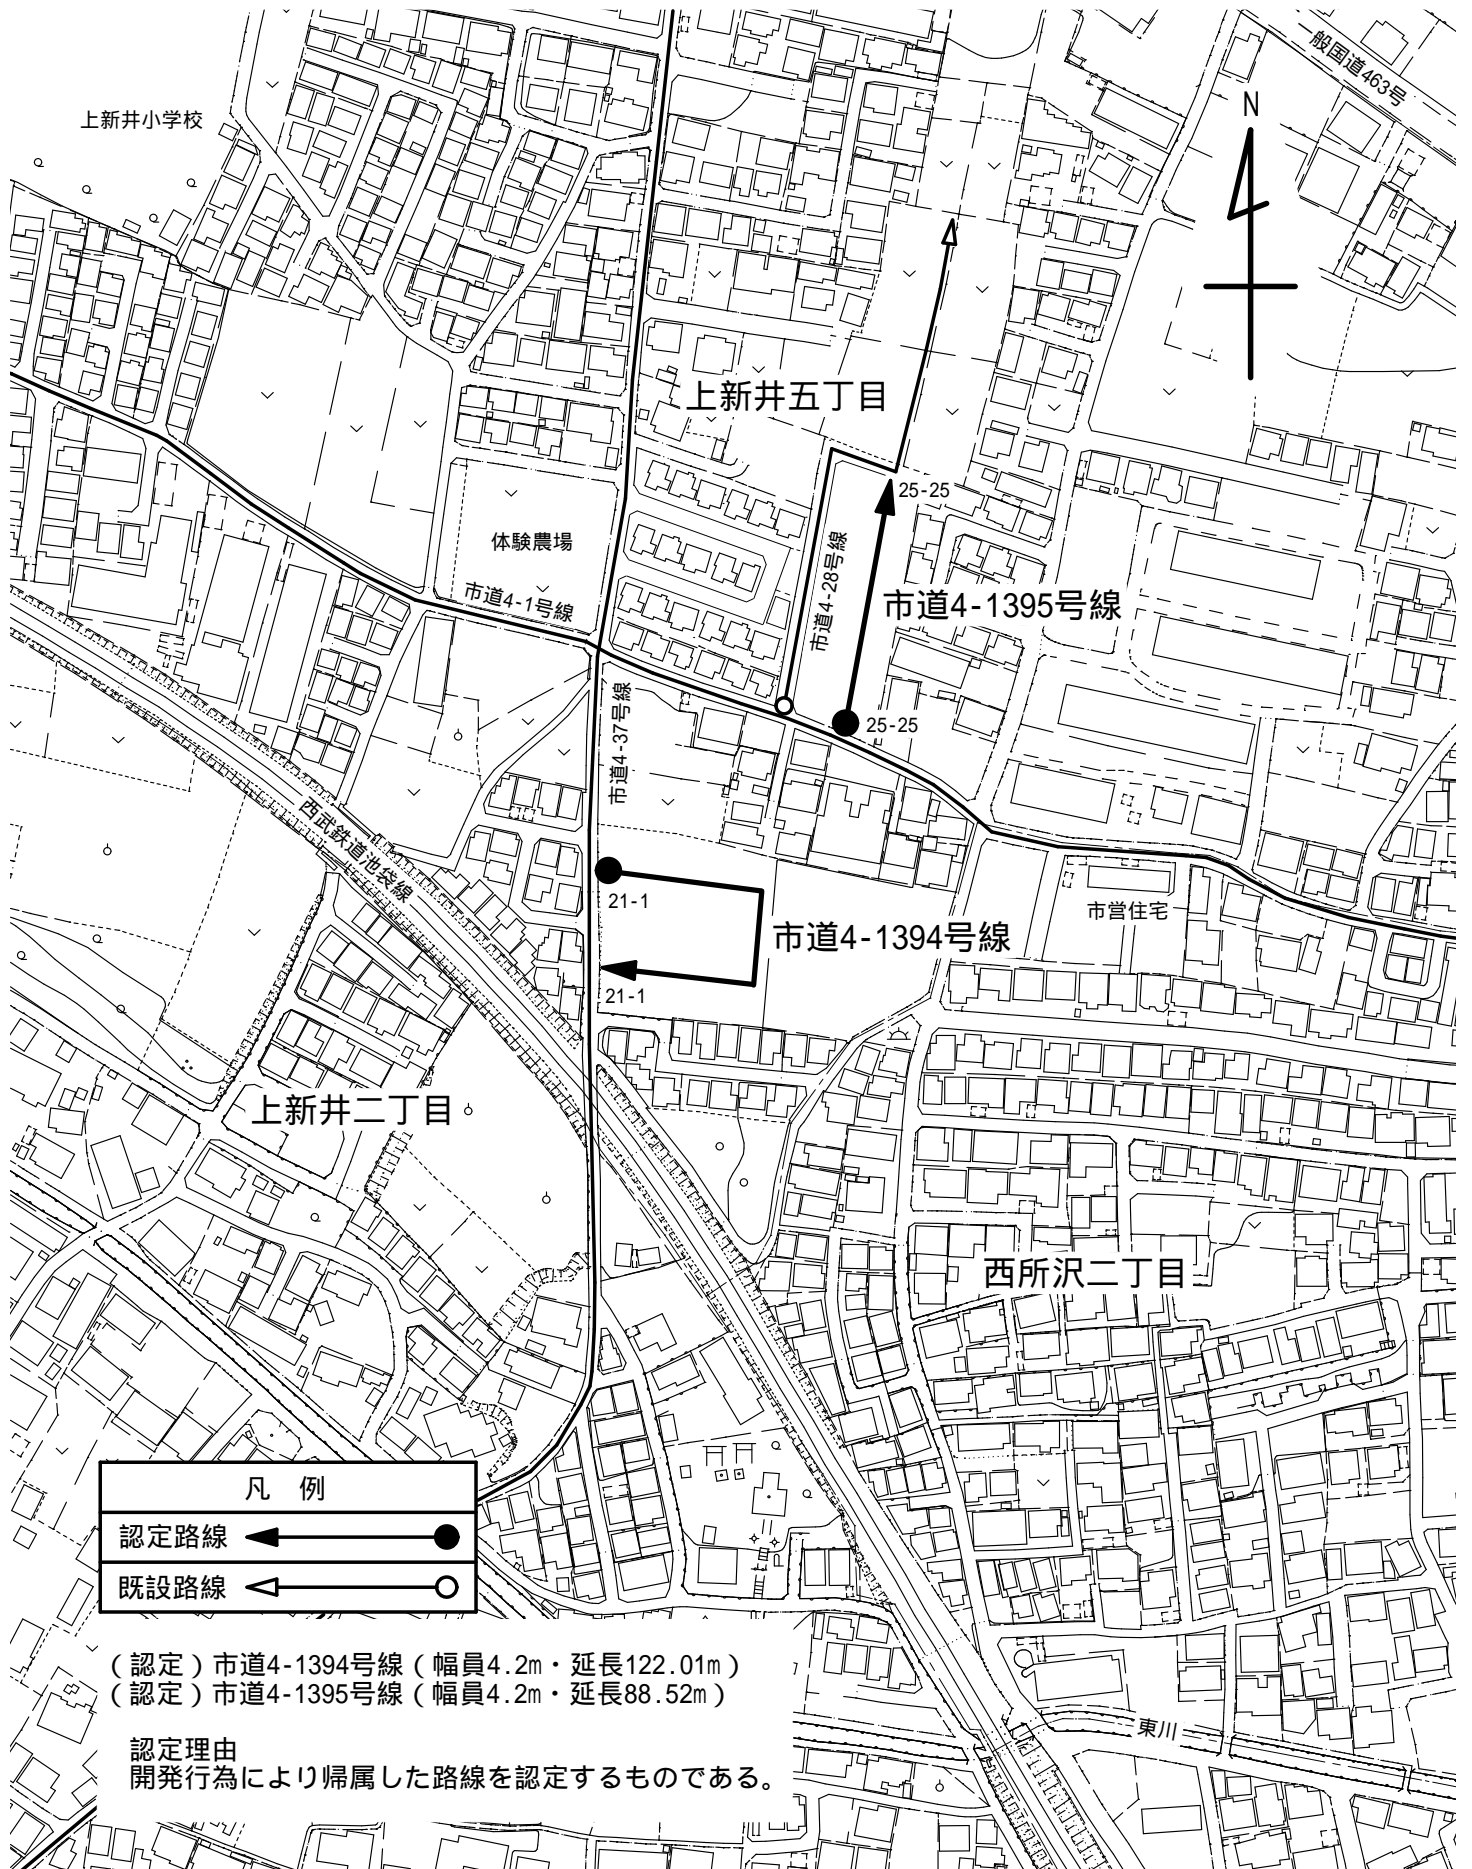 般国道463号
上新井小学校
N
上新井五丁目
25-25
体験農場
市道4-28号線
市道4-1号線
市道4-1395号線
市道4-37号線
25-25
西武鉄道池袋線
21-1
市営住宅
市道4-1394号線
21-1
上新井二丁目
西所沢二丁目
凡 例
認定路線
既設路線
P
(認定)市道4-1394号線(幅員4.2m・延長122.01m)
(認定)市道4-1395号線(幅員4.2m・延長88.52m)
東川
認定理由
開発行為により帰属した路線を認定するものである。